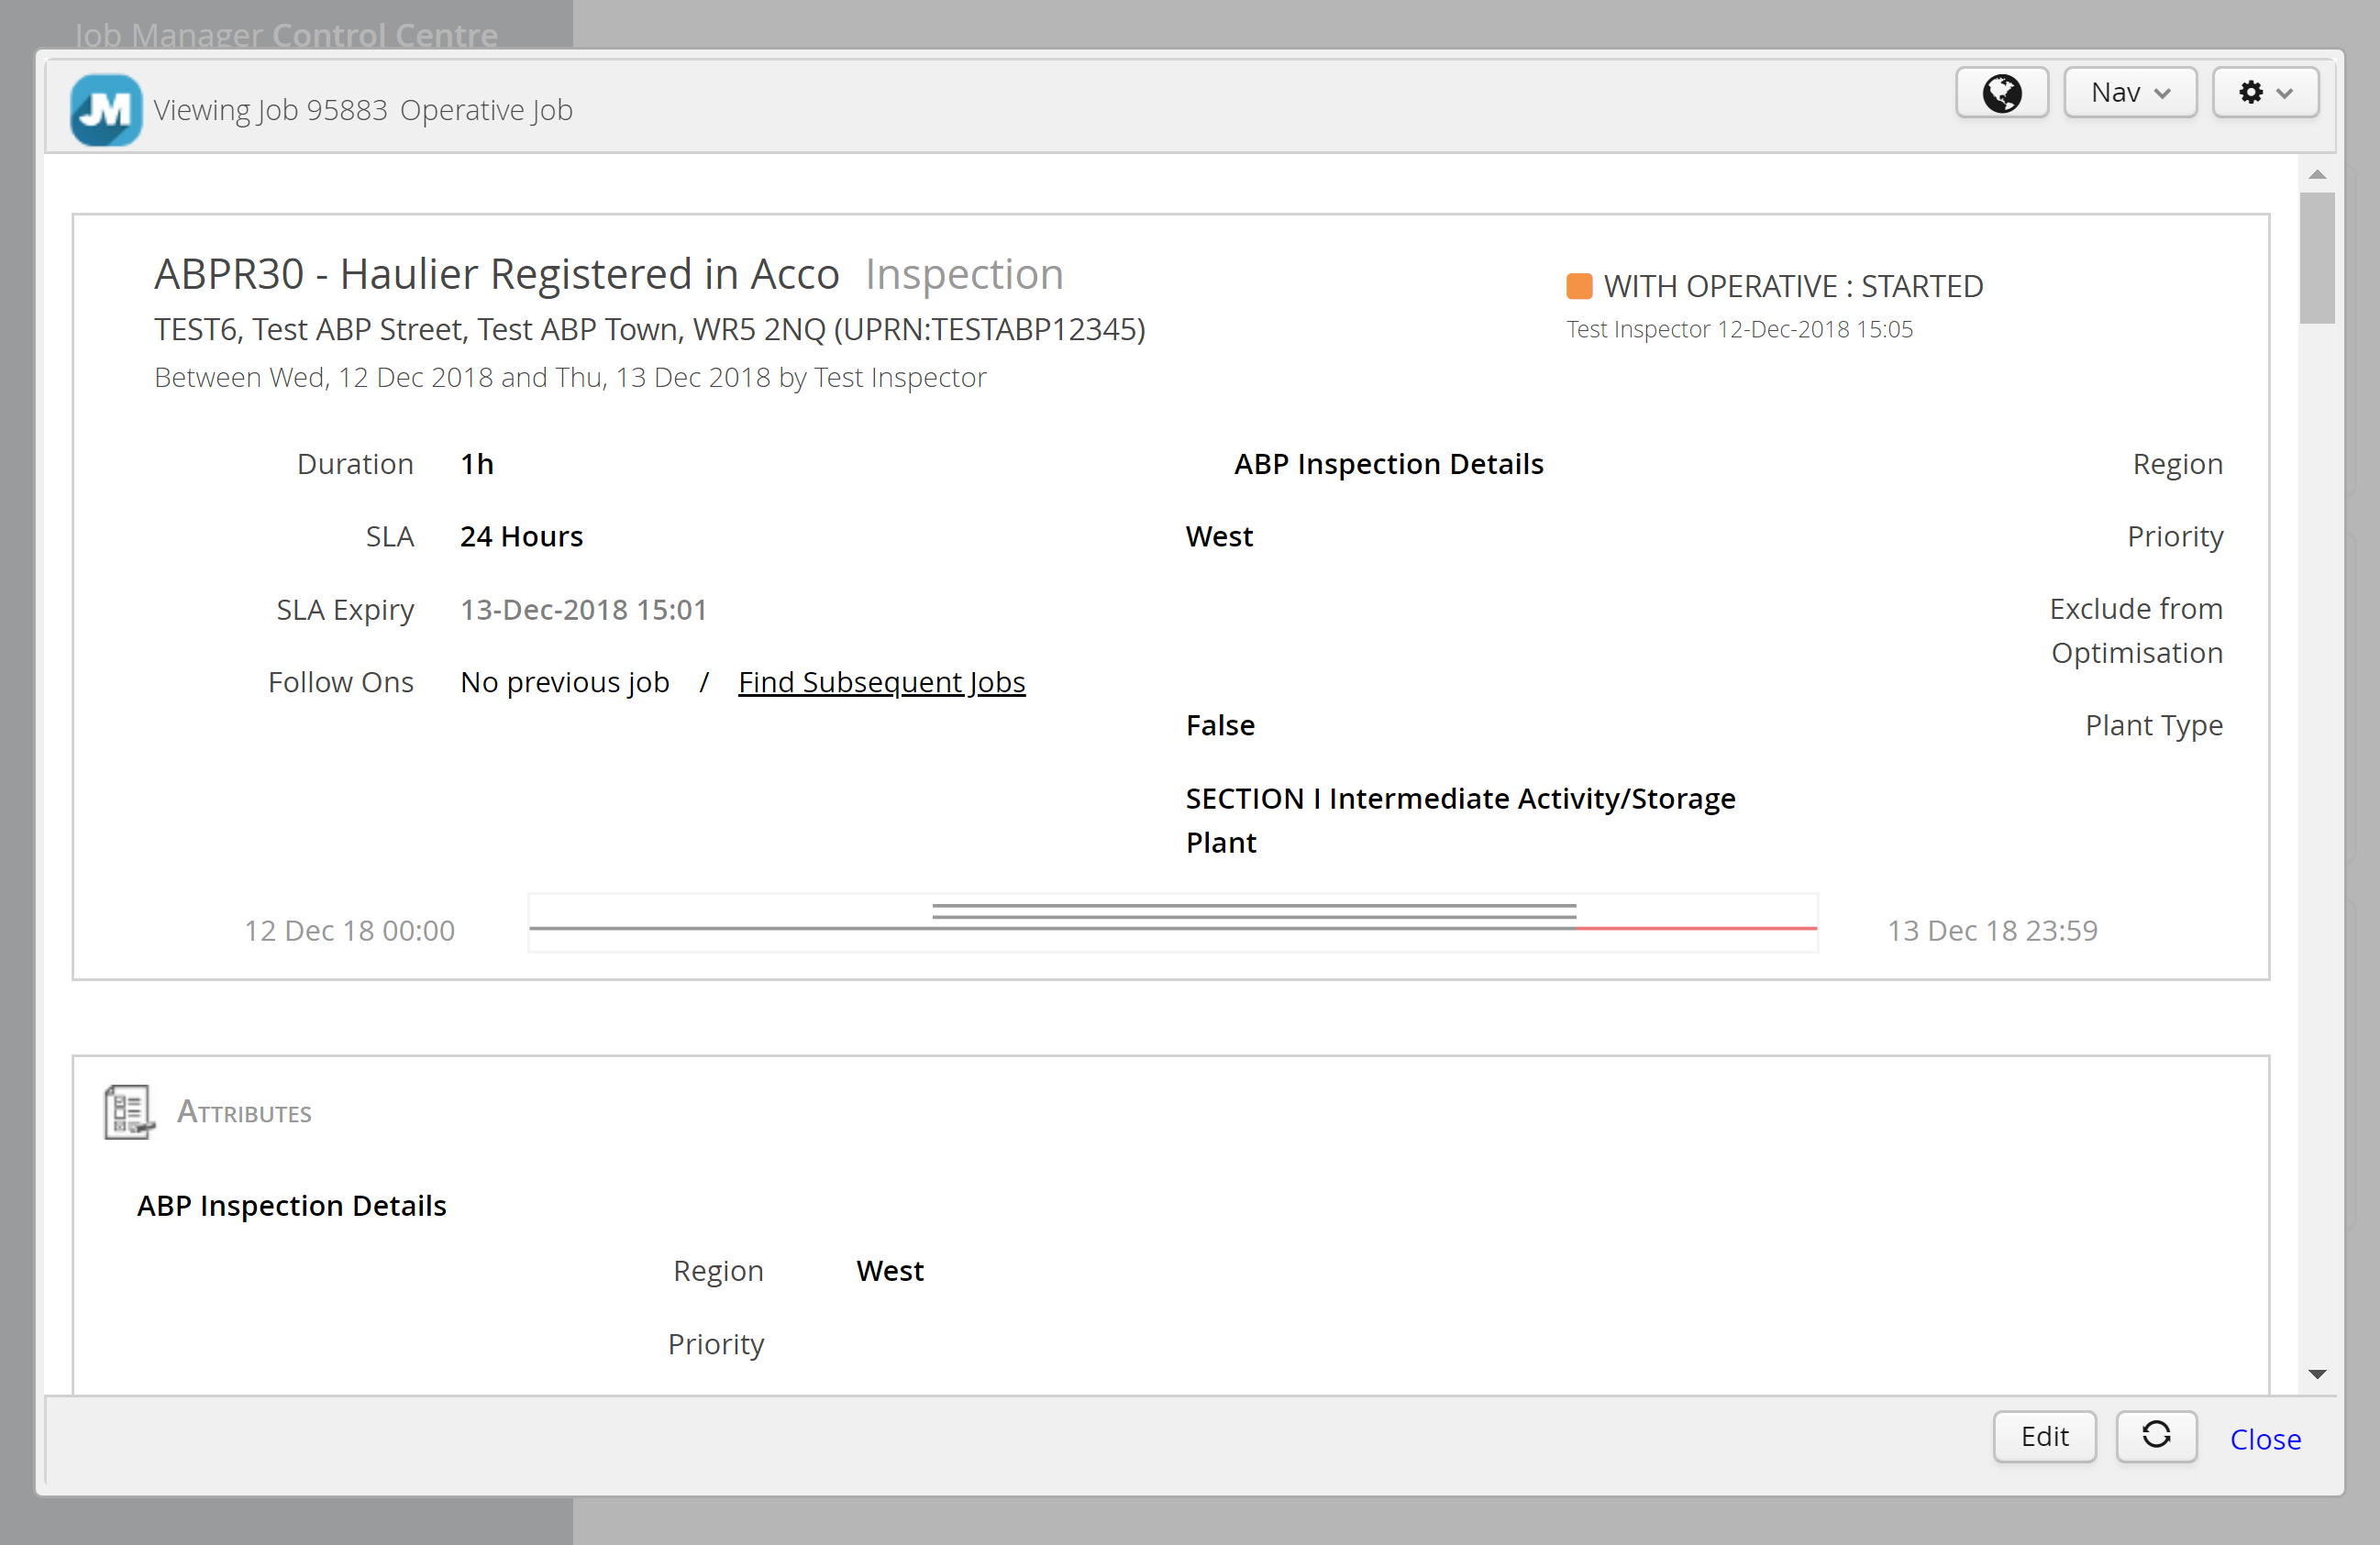 Job Manager Control Centre
JM
Viewing Job 95883 Operative Job
Nav
ABPR30 - Haulier Registered in Acco Inspection
WITH OPERATIVE : STARTED
TEST6, Test ABP Street, Test ABP Town, WR5 2NQ (UPRN:TESTABP12345)
Test Inspector 12-Dec-2018 15:05
Between Wed, 12 Dec 2018 and Thu, 13 Dec 2018 by Test Inspector
Duration 1h
ABP Inspection Details
Region
SLA 24 Hours
West
Priority
SLA Expiry 13-Dec-2018 15:01
Exclude from
Optimisation
Follow Ons No previous job / Find Subsequent Jobs
False
Plant Type
SECTION I Intermediate Activity/Storage
Plant
12 Dec 18 00:00
13 Dec 18 23:59
ATTRIBUTES
ABP Inspection Details
Region West
Priority
Edit
Close